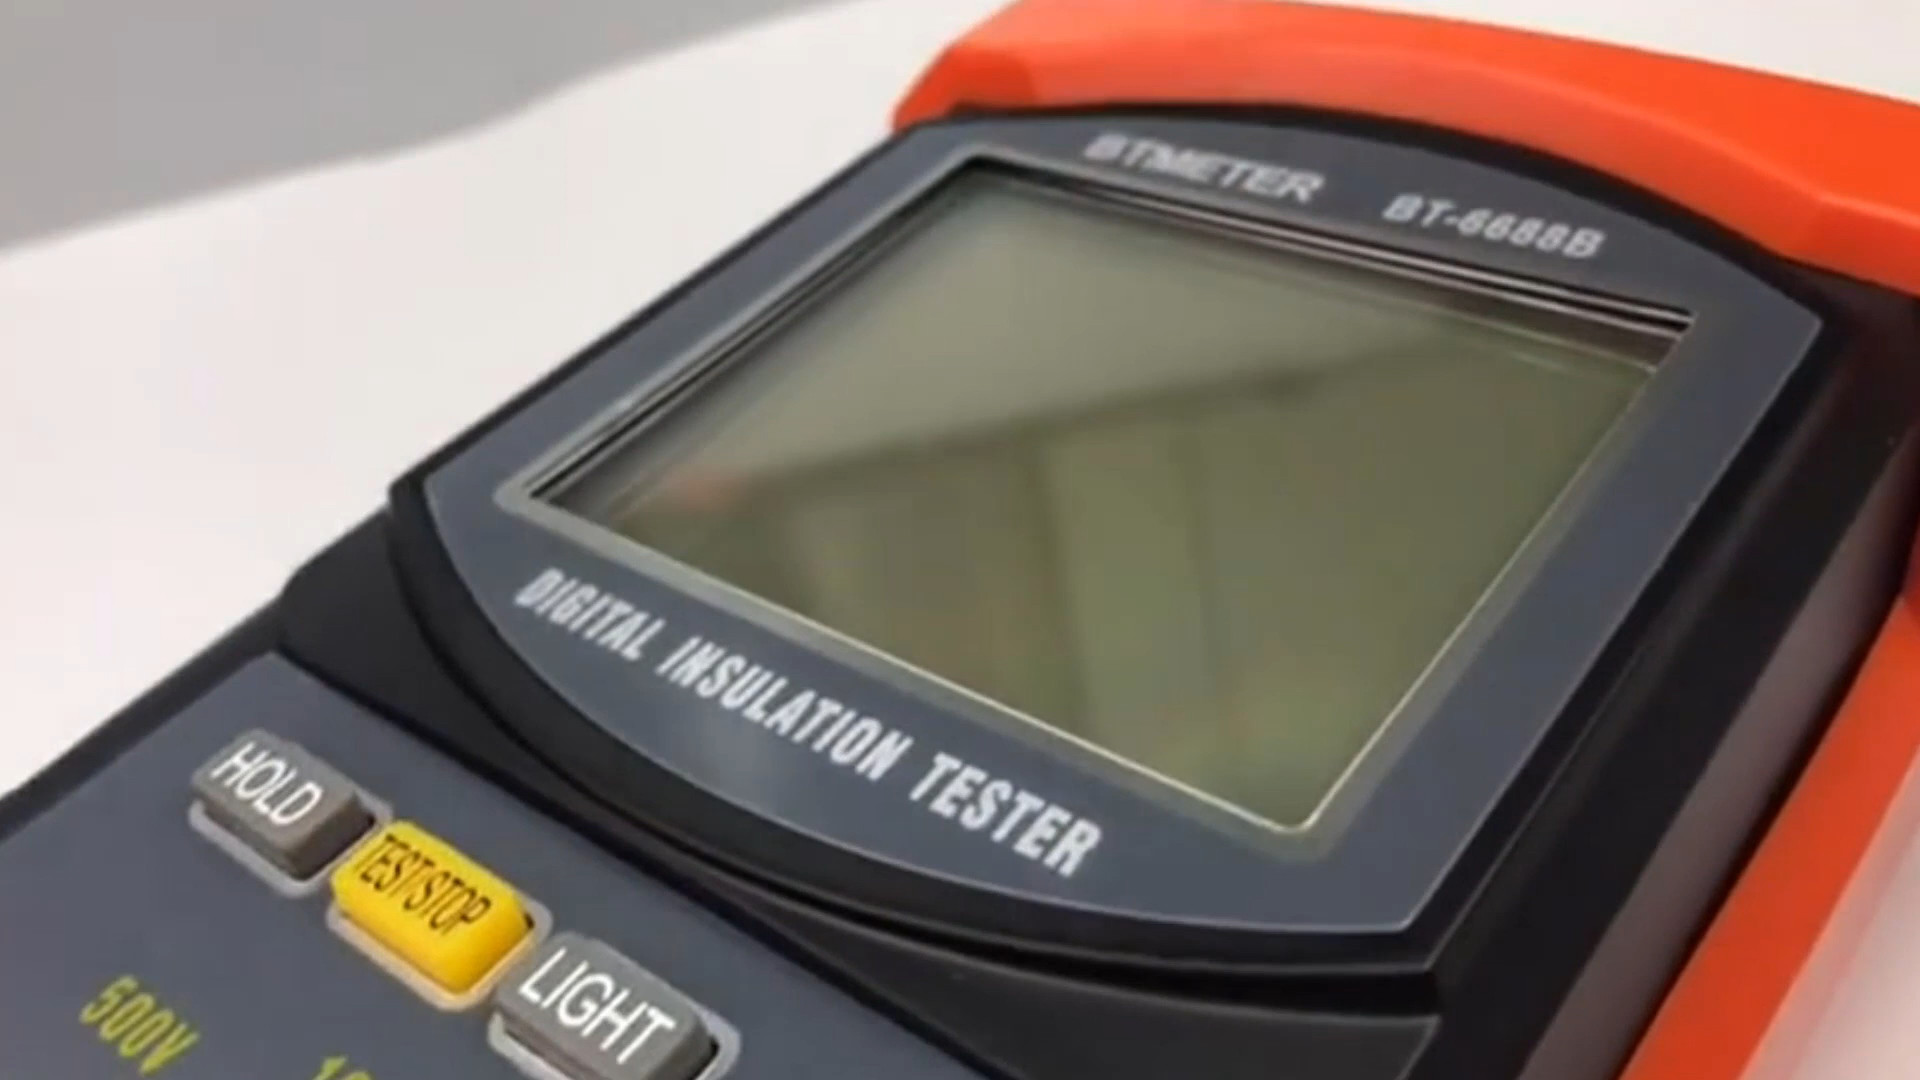 BTMETER BT-6688B
DIGITAL INSULATION TESTER
HOLD
TEST/STOP
LIGHT
500V